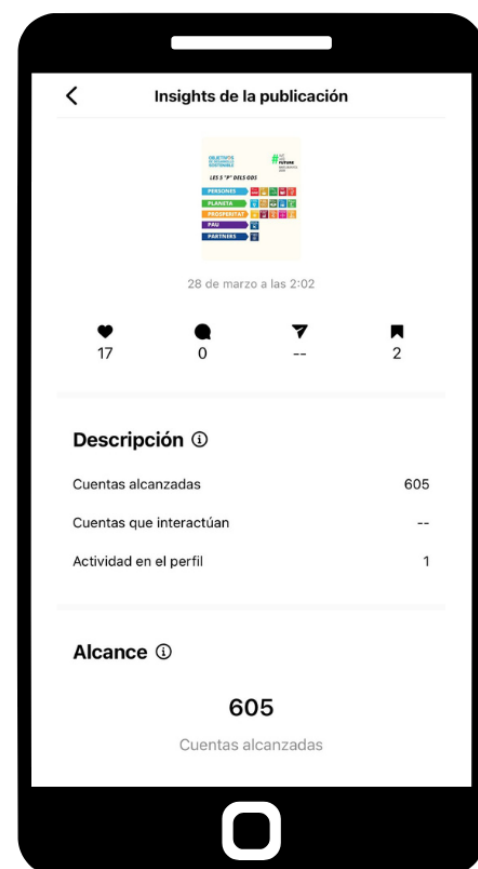 Insights de la publicación
OBJECTIUS
DE DESENVOLUPAMENT
SOSTENIBLE
#
FUTURE
LES 5 "P" DELS ODS
PERSONES
PLANETA
PROSPERITAT
PAU
PARTNERS
28 de marzo a las 2:02
17 0 -- 2
Descripción
Cuentas alcanzadas 605
Cuentas que interactúan --
Actividad en el perfil 1
Alcance
605
Cuentas alcanzadas